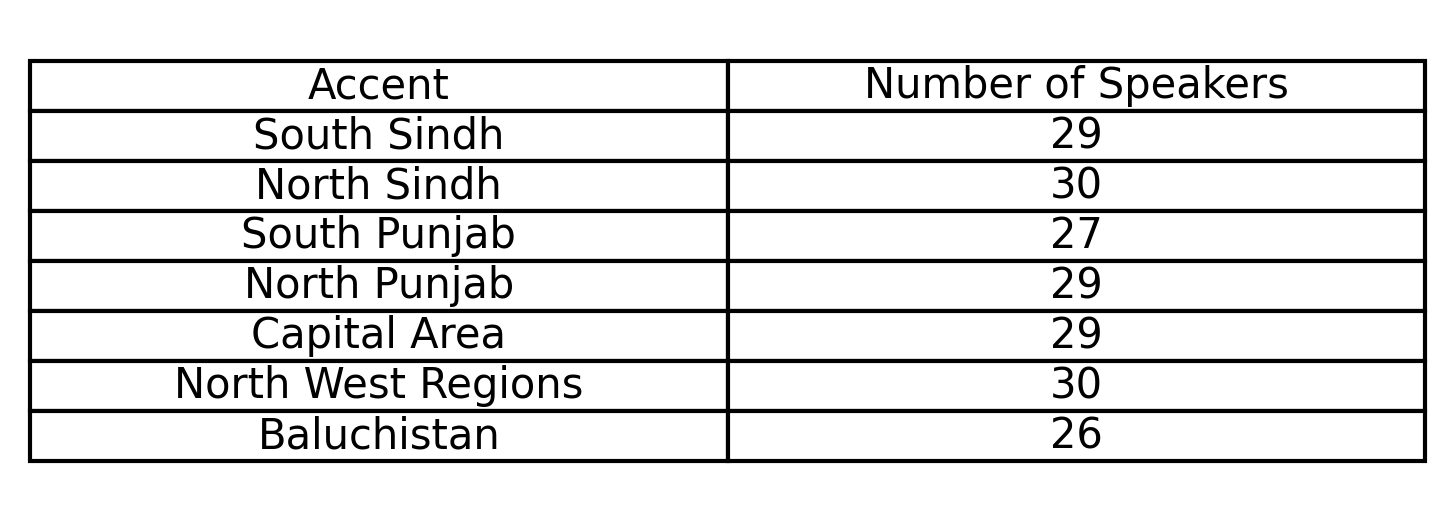 Accent Number of Speakers
South Sindh 29
North Sindh 30
South Punjab 27
North Punjab 29
Capital Area 29
North West Regions 30
Baluchistan 26